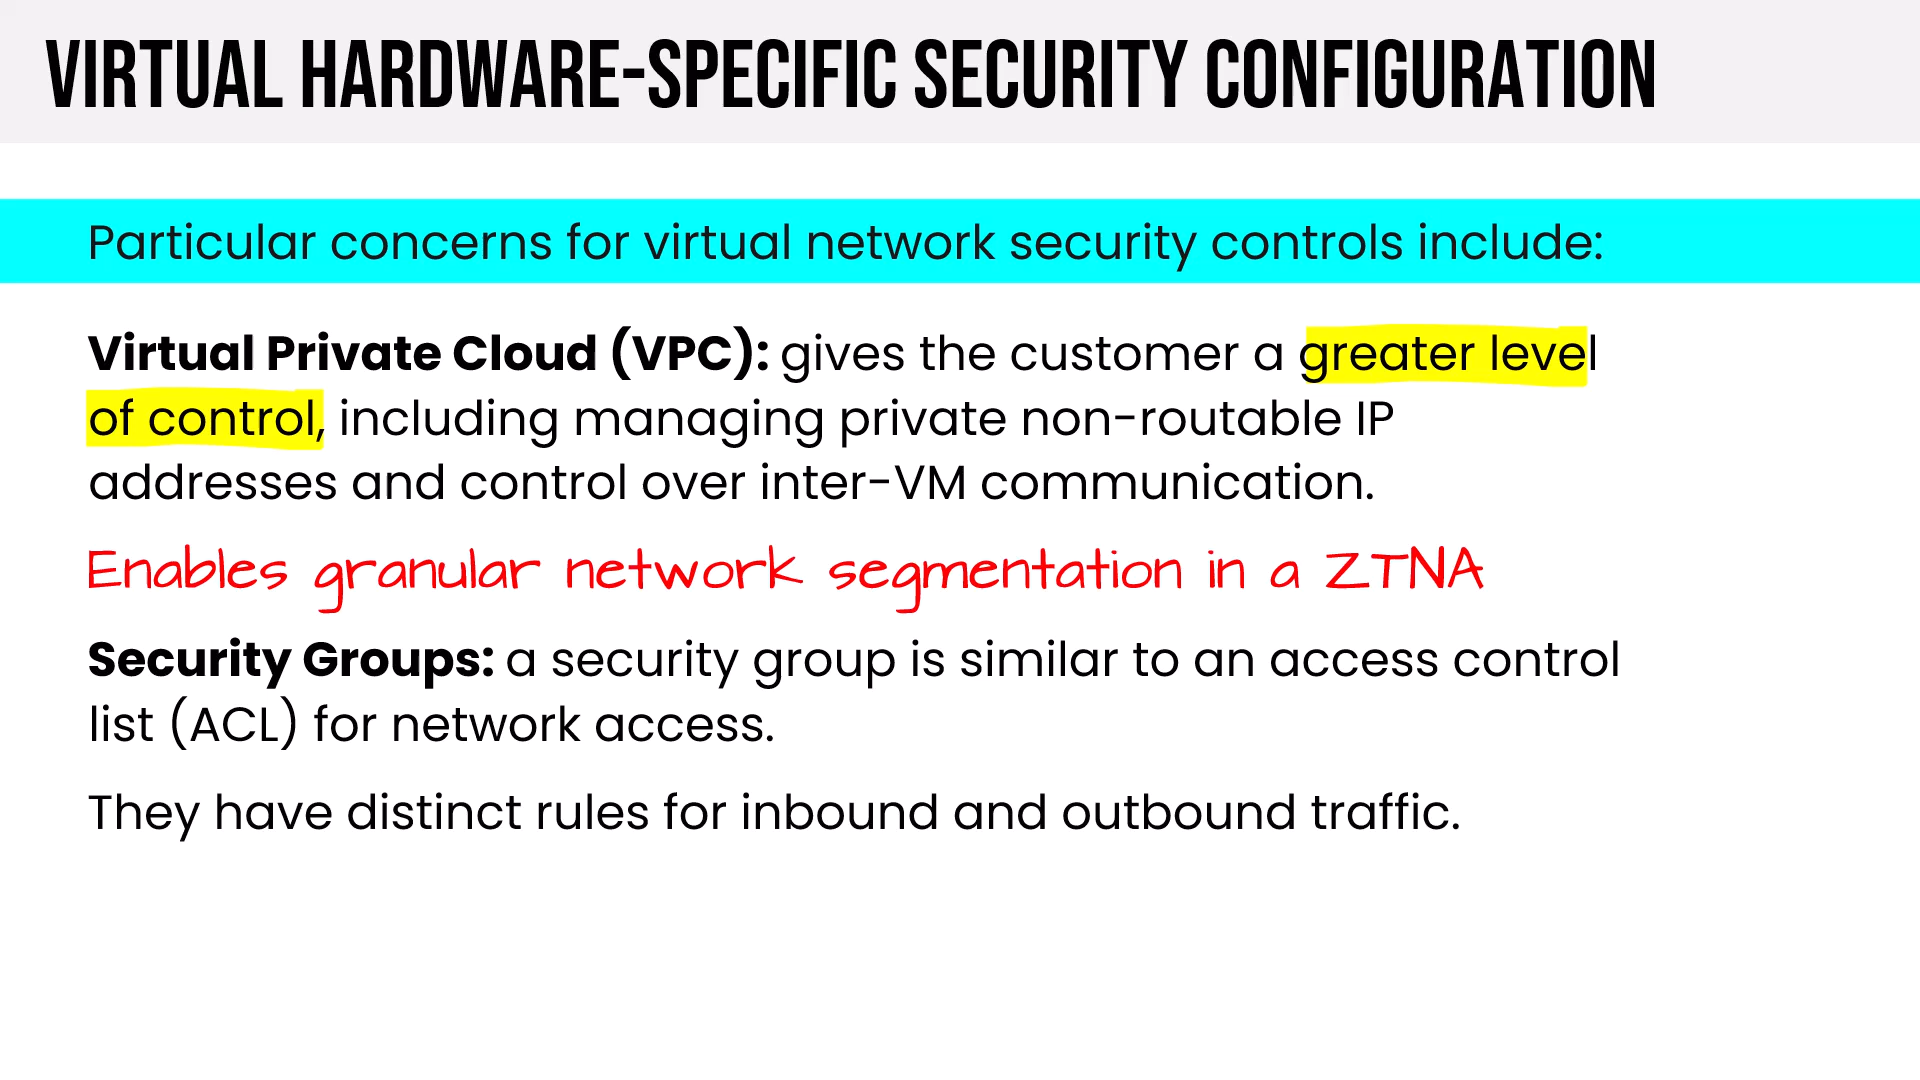 VIRTUAL HARDWARE-SPECIFIC SECURITY CONFIGURATION
Particular concerns for virtual network security controls include:
Virtual Private Cloud (VPC): gives the customer a greater level
of control, including managing private non-routable IP
addresses and control over inter-VM communication.
Enables granular network segmentation in a ZTNA
Security Groups: a security group is similar to an access control
list (ACL) for network access.
They have distinct rules for inbound and outbound traffic.